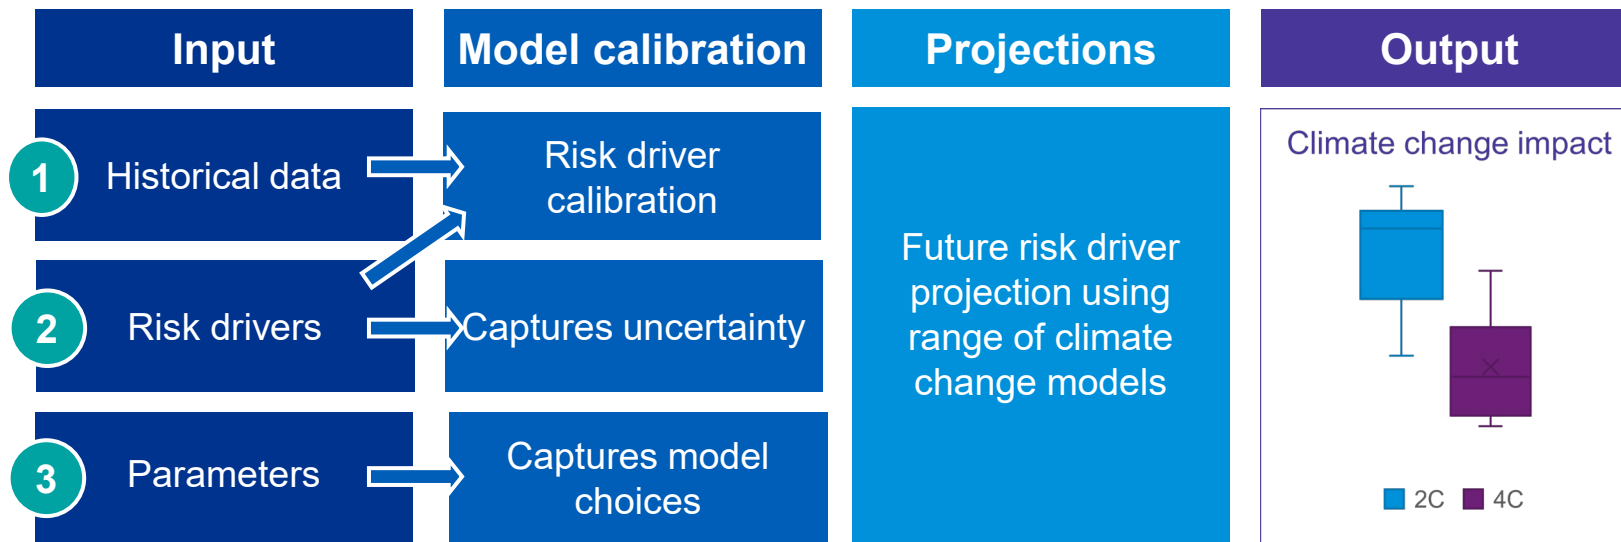 Input
Model calibration
Projections
Output
1
Historical data
Risk driver
calibration
2
Risk drivers
Captures uncertainty
3
Parameters
Captures model
choices
Future risk driver
projection using
range of climate
change models
Climate change impact
2C
4C